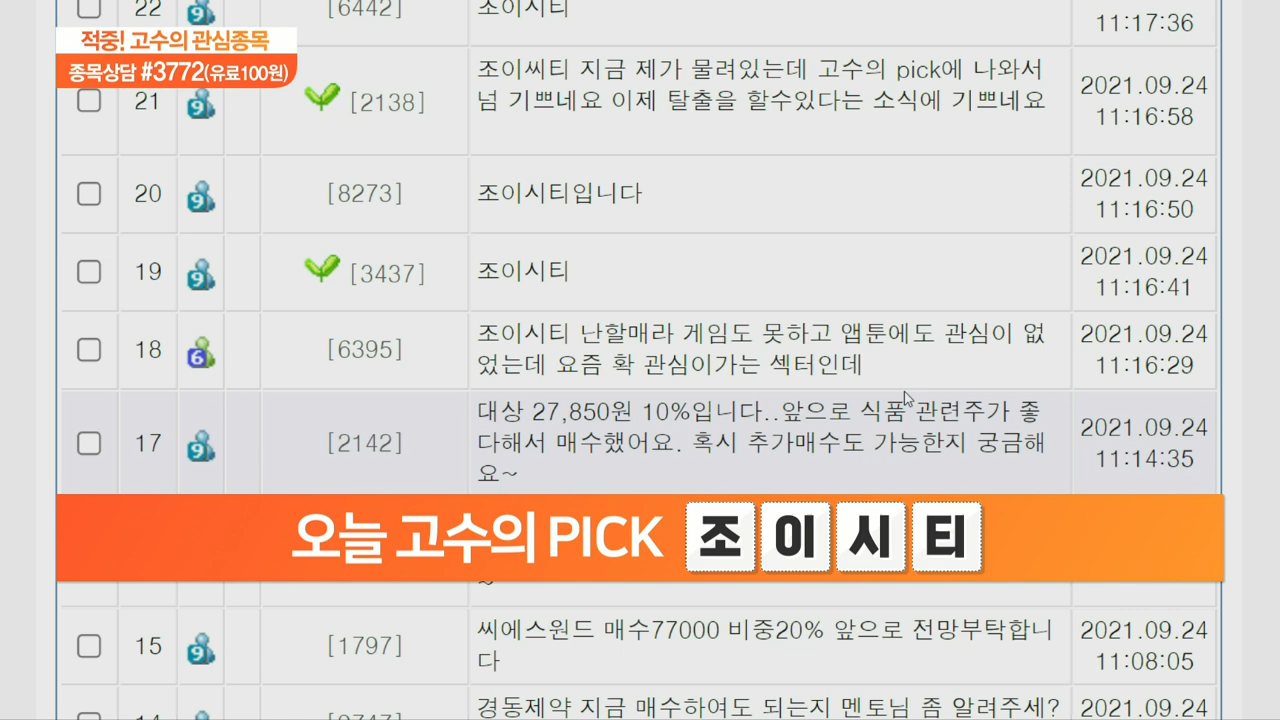 22
[6442]
조이시티
11:17:36
적중! 고수의 관심종목
종목상담 #3772(유료100원)
21
[2138]
조이씨티 지금 제가 물려있는데 고수의 pick에 나와서
넘 기쁘네요 이제 탈출을 할수있다는 소식에 기쁘네요
2021.09.24
11:16:58
20
[8273]
조이시티입니다
2021.09.24
11:16:50
19
[3437]
조이시티
2021.09.24
11:16:41
18
[6395]
조이시티 난할매라 게임도 못하고 앱툰에도 관심이 없
었는데 요즘 확 관심이가는 섹터인데
2021.09.24
11:16:29
17
[2142]
대상 27,850원 10%입니다..앞으로 식품 관련주가 좋
다해서 매수했어요. 혹시 추가매수도 가능한지 궁금해
요~
2021.09.24
11:14:35
오늘 고수의 PICK 조이시티
~
15
[1797]
씨에스윈드 매수77000 비중20% 앞으로 전망부탁합니
다
2021.09.24
11:08:05
경동제약 지금 매수하여도 되는지 멘토님 좀 알려주세?
2021.09.24